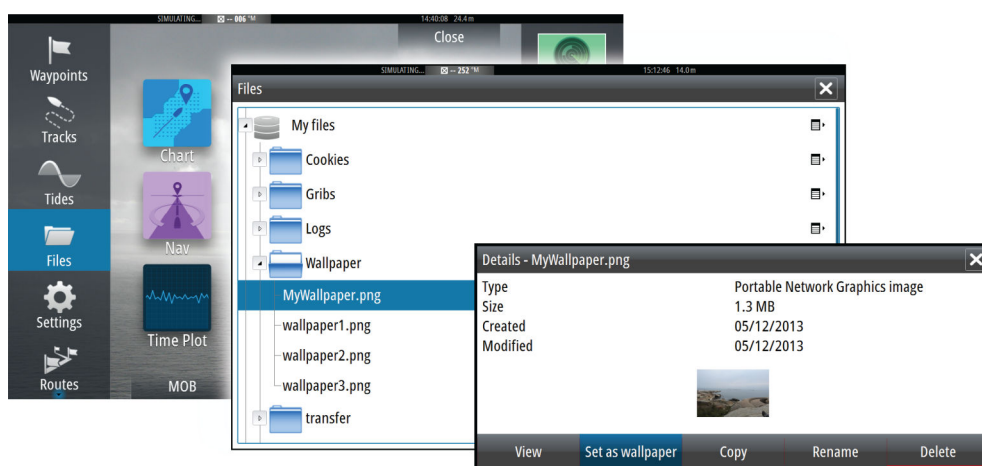 SIMULATING... -- 006 °M 14:40:08 24.4 m
Close
Waypoints
Tracks
Tides
Files
Settings
Routes
Chart
Nav
Time Plot
MOB
SIMULATING... -- 252 °M 15:12:46 14.0 m
Files
My files
Cookies
Gribs
Logs
Wallpaper
MyWallpaper.png
wallpaper1.png
wallpaper2.png
wallpaper3.png
transfer
Details - MyWallpaper.png
Type Portable Network Graphics image
Size 1.3 MB
Created 05/12/2013
Modified 05/12/2013
View Set as wallpaper Copy Rename Delete